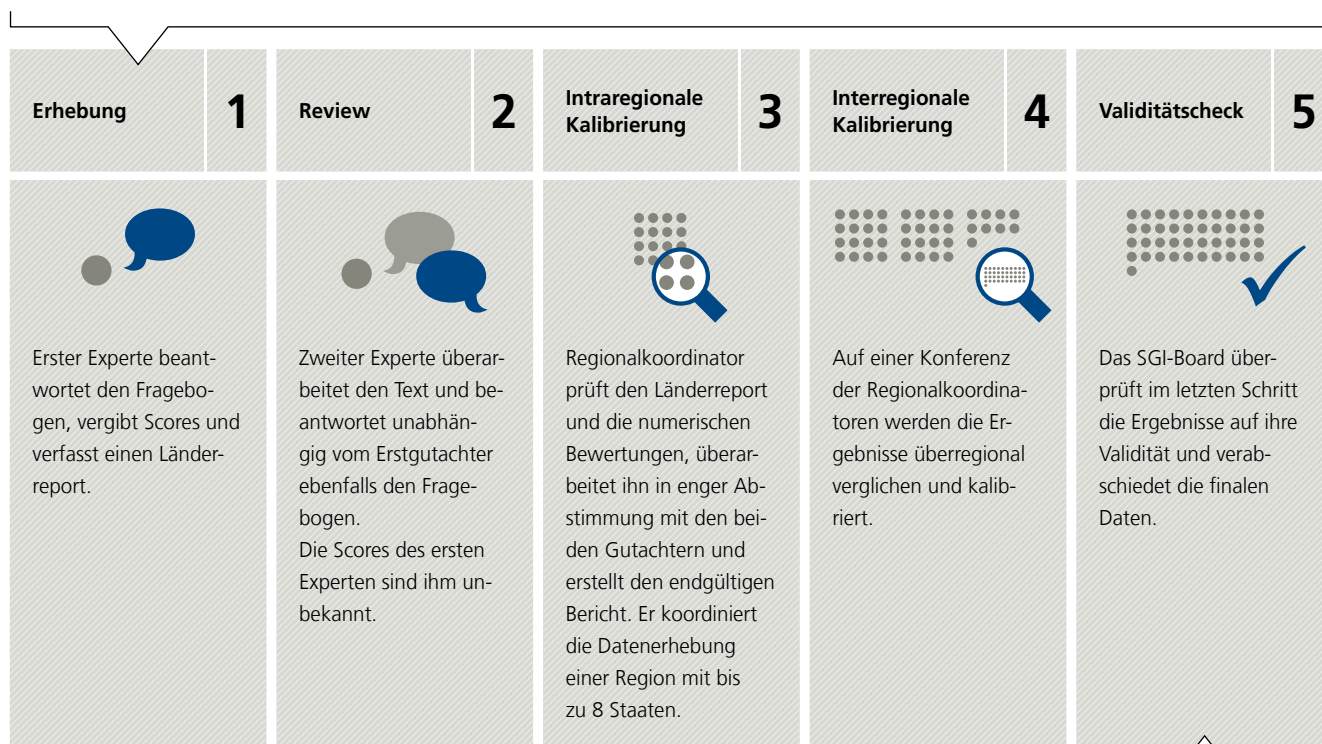 Erhebung
1
Review
2
Intraregionale
Kalibrierung
3
Interregionale
Kalibrierung
4
Validitätscheck
5
Erster Experte beant-
wortet den Fragebo-
gen, vergibt Scores und
verfasst einen Länder-
report.
Zweiter Experte überar-
beitet den Text und be-
antwortet unabhän-
gig vom Erstgutachter
ebenfalls den Frage-
bogen.
Die Scores des ersten
Experten sind ihm un-
bekannt.
Regionalkoordinator
prüft den Länderreport
und die numerischen
Bewertungen, überar-
beitet ihn in enger Ab-
stimmung mit den bei-
den Gutachtern und
erstellt den endgültigen
Bericht. Er koordiniert
die Datenerhebung
einer Region mit bis
zu 8 Staaten.
Auf einer Konferenz
der Regionalkoordina-
toren werden die Er-
gebnisse überregional
verglichen und kalib-
riert.
Das SGI-Board über-
prüft im letzten Schritt
die Ergebnisse auf ihre
Validität und verab-
schiedet die finalen
Daten.